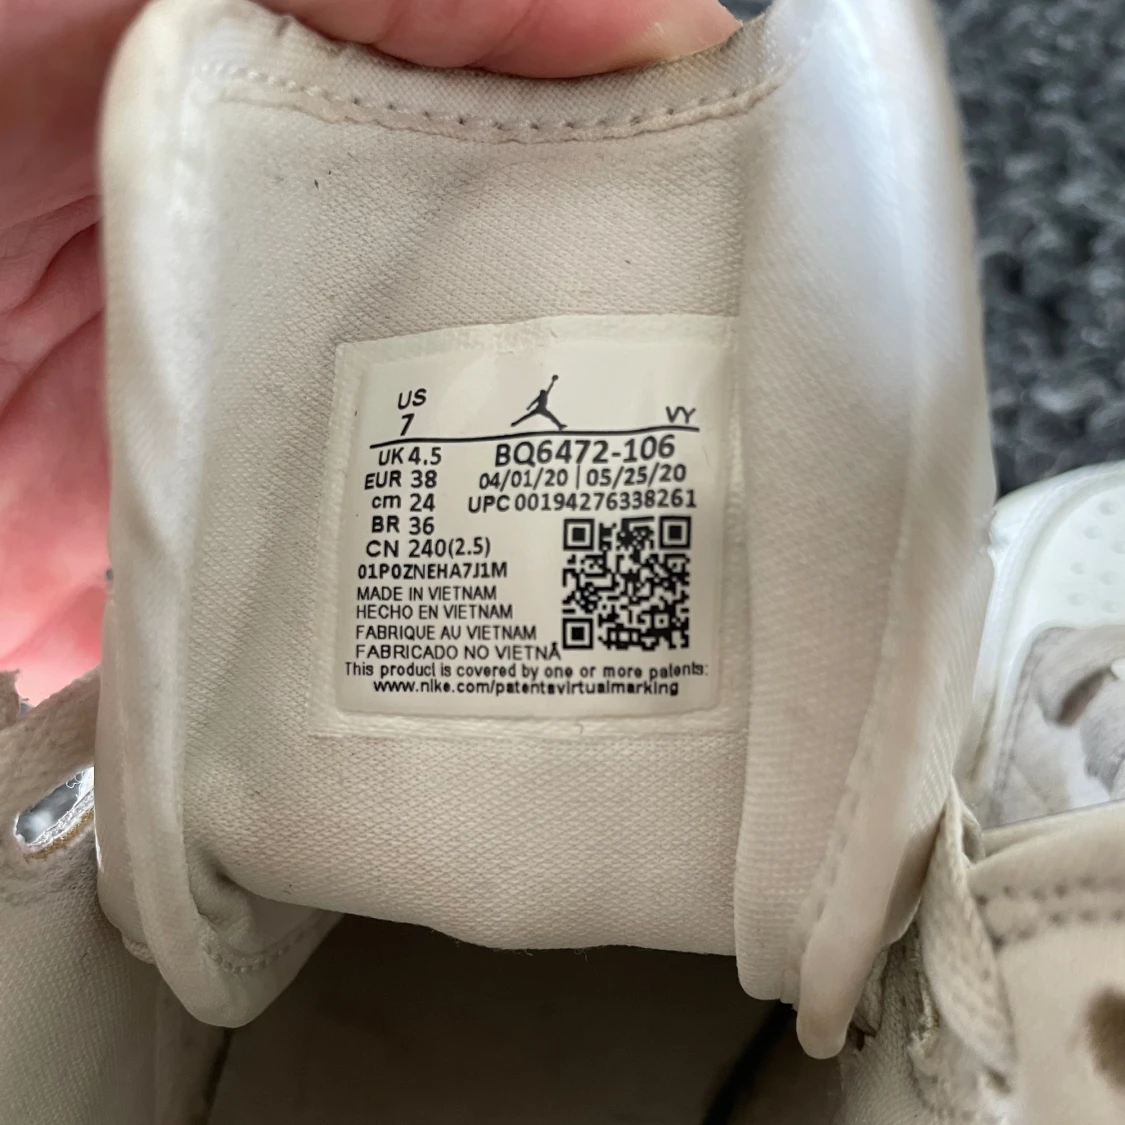 US
7
VY
UK 4.5 BQ6472-106
EUR 38 04/01/20 | 05/25/20
cm 24 UPC 00194276338261
BR 36
CN 240(2.5)
01P0ZNEHA7J1M
MADE IN VIETNAM
HECHO EN VIETNAM
FABRIQUE AU VIETNAM
FABRICADO NO VIETNÃ
This product is covered by one or more patents:
www.nike.com/patentsvirtualmarking